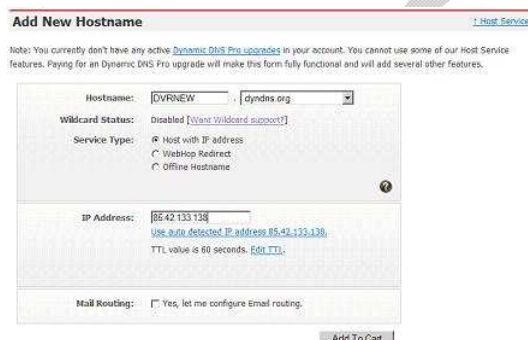 Add New Hostname
↑ Host Service
Note: You currently don't have any active Dynamic DNS Pro upgrades in your account. You cannot use some of our Host Service
features. Paying for an Dynamic DNS Pro upgrade will make this form fully functional and will add several other features.
Hostname: DVRNEW . dyndns.org
Wildcard Status: Disabled [Want Wildcard support?]
Service Type: Host with IP address
WebHop Redirect
Offline Hostname
?
IP Address: 85.42.133.138
Use auto detected IP address 85.42.133.138.
TTL value is 60 seconds. Edit TTL.
Mail Routing: Yes, let me configure Email routing.
Add To Cart